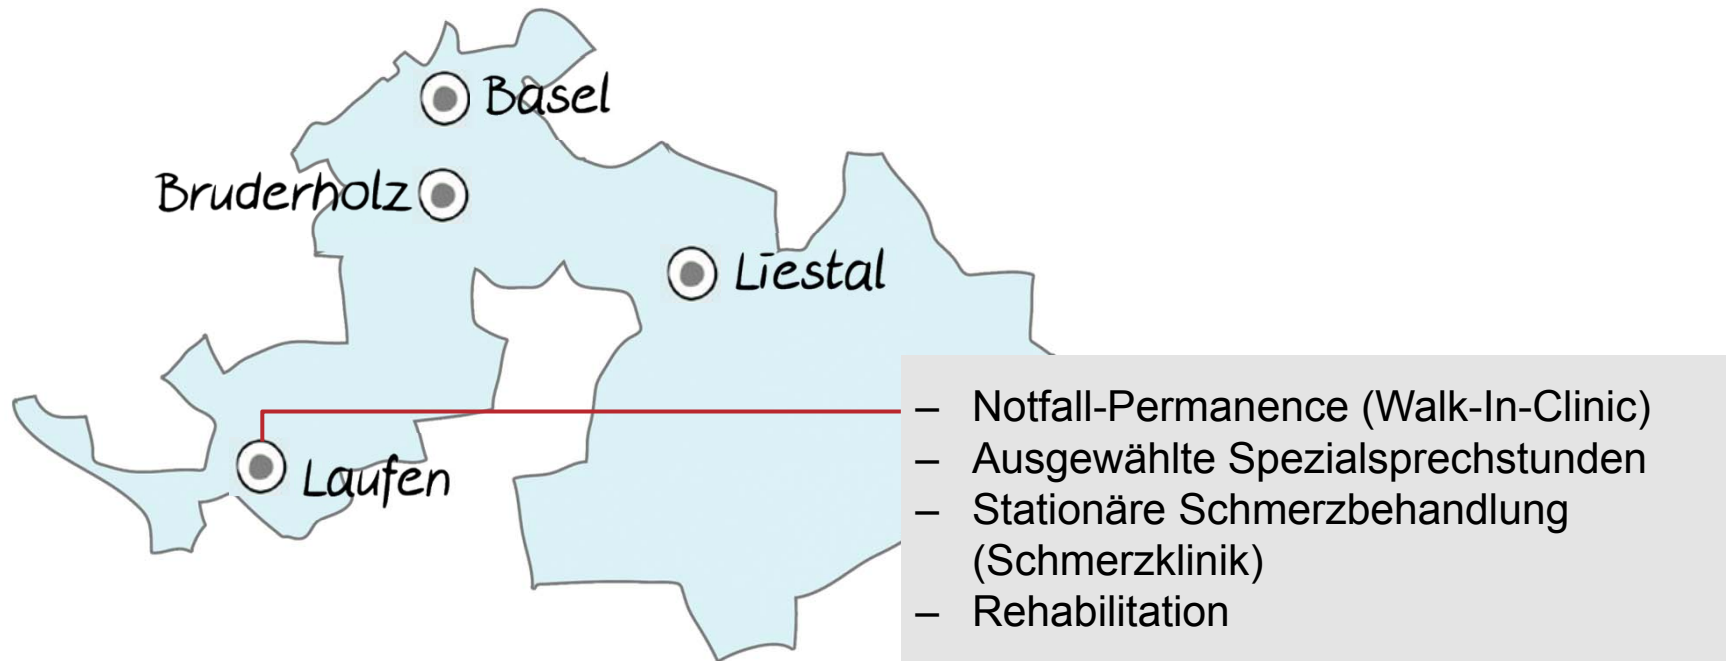 Basel
Bruderholz
Liestal
Laufen
– Notfall-Permanence (Walk-In-Clinic)
– Ausgewählte Spezialsprechstunden
– Stationäre Schmerzbehandlung
(Schmerzklinik)
– Rehabilitation